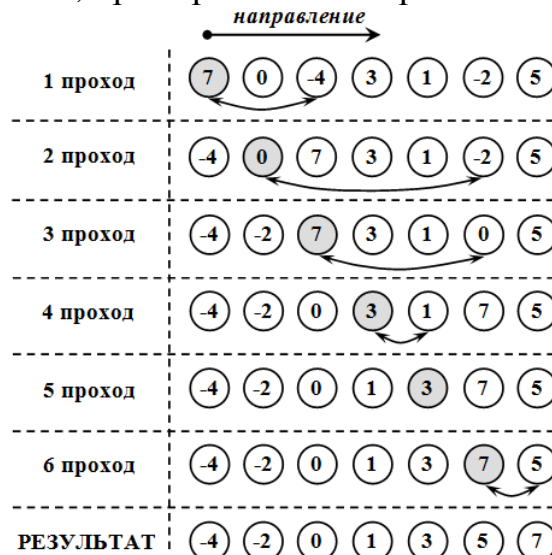 направление
1 проход 7 0 -4 3 1 -2 5
2 проход -4 0 7 3 1 -2 5
3 проход -4 -2 7 3 1 0 5
4 проход -4 -2 0 3 1 7 5
5 проход -4 -2 0 1 3 7 5
6 проход -4 -2 0 1 3 7 5
РЕЗУЛЬТАТ -4 -2 0 1 3 5 7